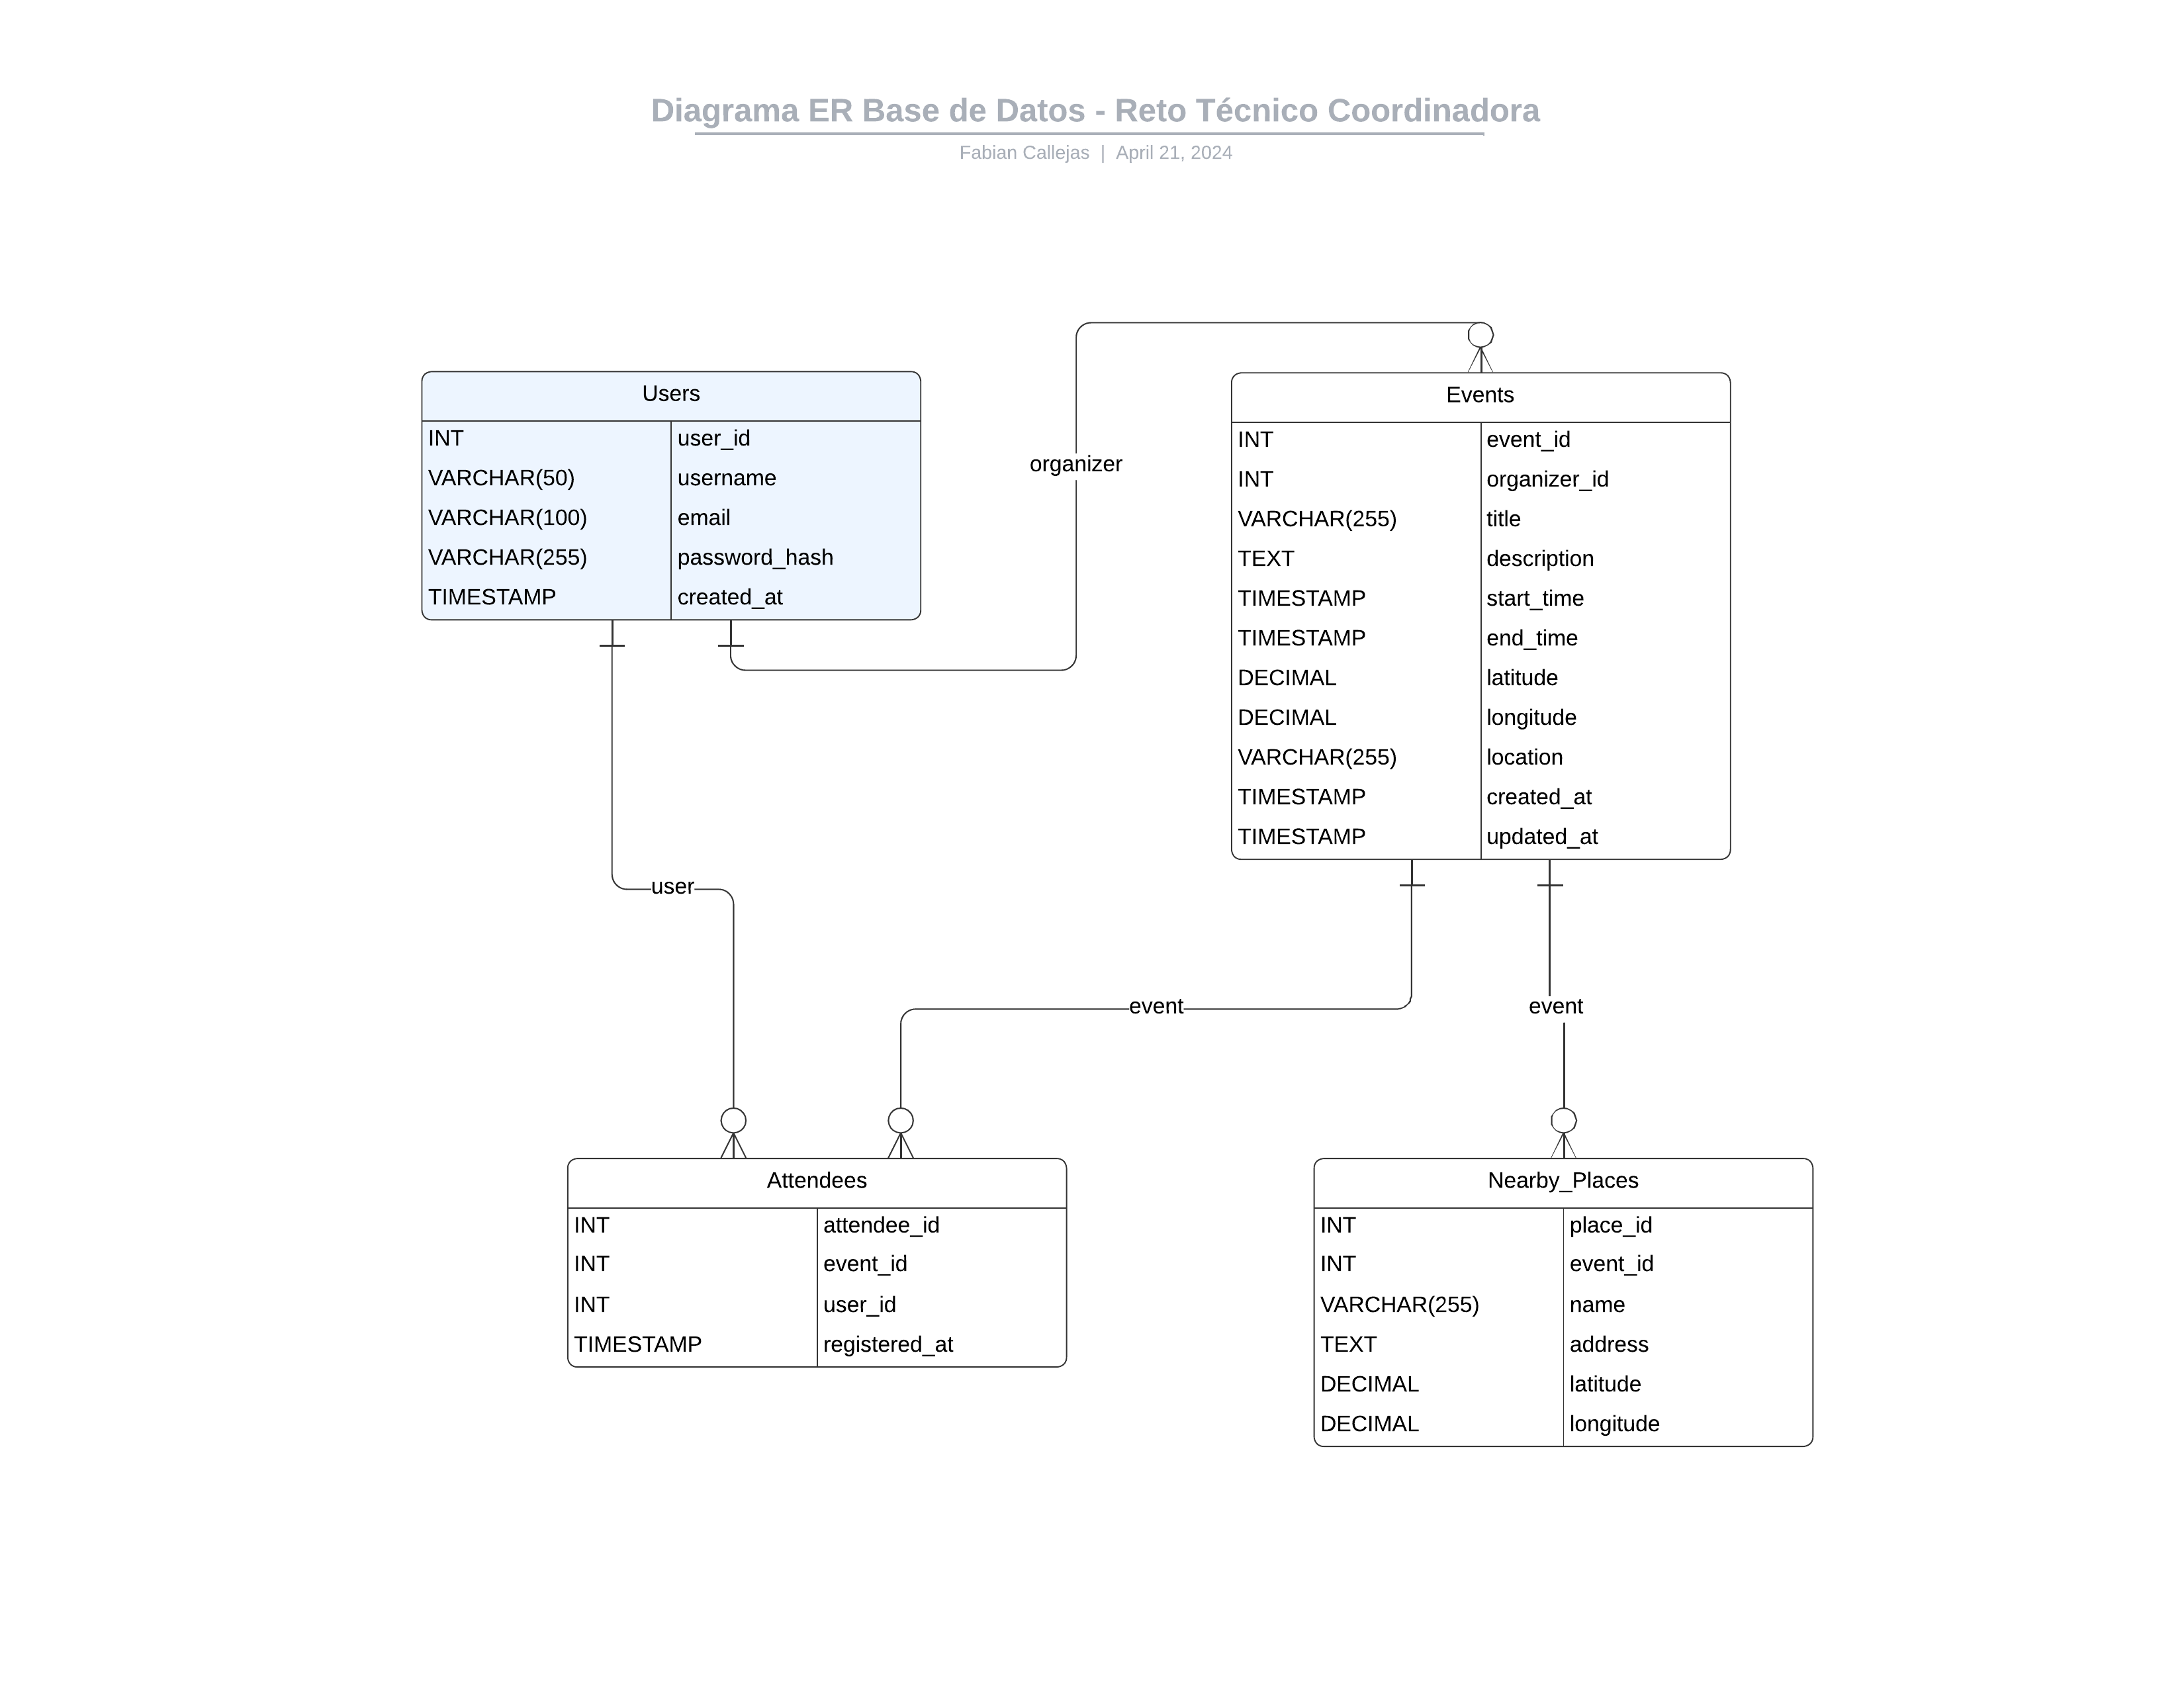 Diagrama ER Base de Datos - Reto Técnico Coordinadora
Fabian Callejas | April 21, 2024
Users
INT user_id
VARCHAR(50) username
VARCHAR(100) email
VARCHAR(255) password_hash
TIMESTAMP created_at
organizer
Events
INT event_id
INT organizer_id
VARCHAR(255) title
TEXT description
TIMESTAMP start_time
TIMESTAMP end_time
DECIMAL latitude
DECIMAL longitude
VARCHAR(255) location
TIMESTAMP created_at
TIMESTAMP updated_at
user
event
event
Attendees
INT attendee_id
INT event_id
INT user_id
TIMESTAMP registered_at
Nearby_Places
INT place_id
INT event_id
VARCHAR(255) name
TEXT address
DECIMAL latitude
DECIMAL longitude